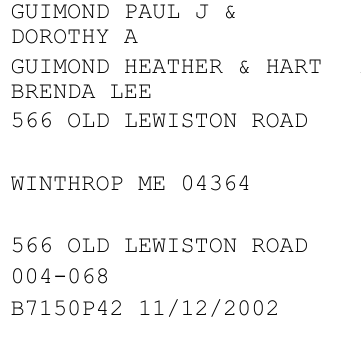 GUIMOND PAUL J &
DOROTHY A
GUIMOND HEATHER & HART
BRENDA LEE
566 OLD LEWISTON ROAD
WINTHROP ME 04364
566 OLD LEWISTON ROAD
004-068
B7150P42 11/12/2002